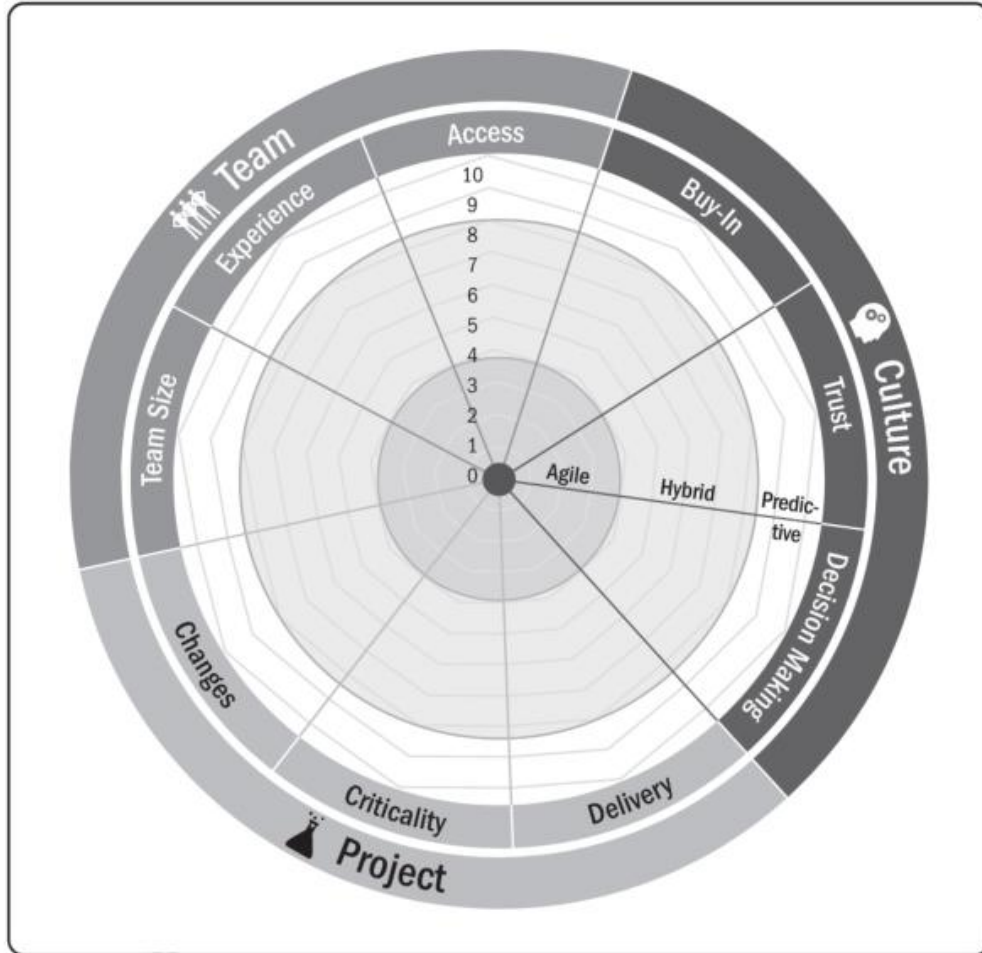 Team
Culture
Project
Access
Buy-In
Trust
Decision Making
Delivery
Criticality
Changes
Team Size
Experience
10
9
8
7
6
5
4
3
2
1
0
Agile
Hybrid
Predic-
tive